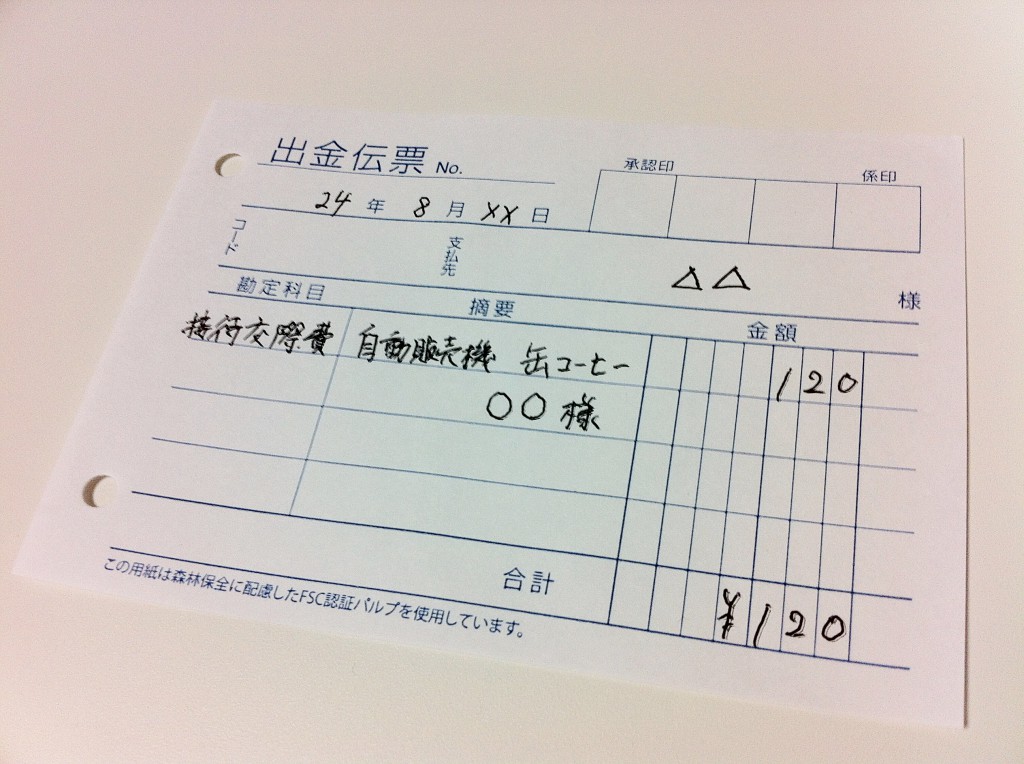 出金伝票 No.
承認印 係印
24 年 8 月 XX 日
コード 支払先 △△ 様
勘定科目 摘要 金額
接待交際費 自動販売機 缶コーヒー 120
〇〇 様
合計 ¥120
この用紙は森林保全に配慮したFSC認証パルプを使用しています。